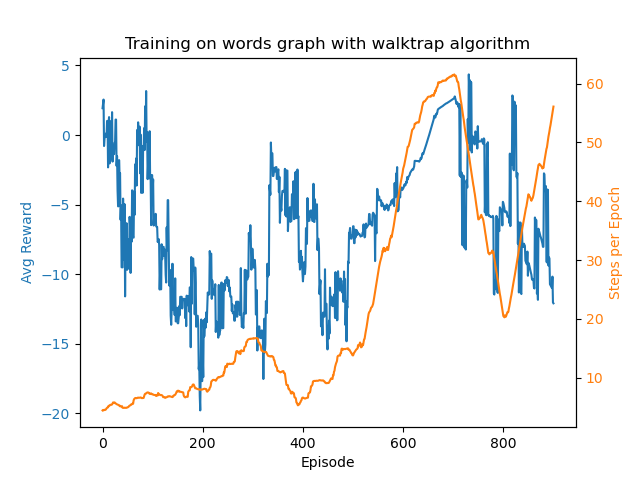 Training on words graph with walktrap algorithm
5
0
−5
−10
−15
−20
Avg Reward
60
50
40
30
20
10
Steps per Epoch
0 200 400 600 800
Episode